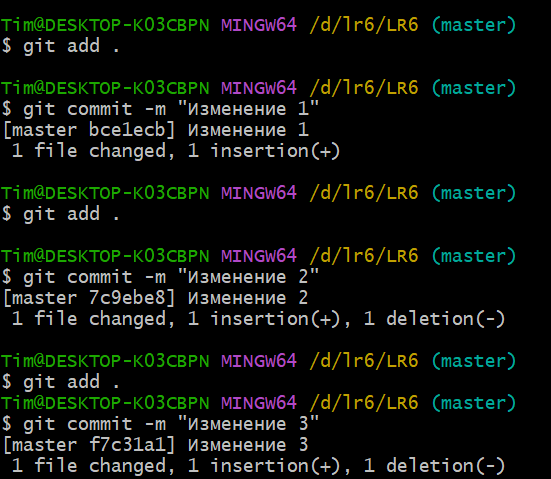 Tim@DESKTOP-K03CBPN MINGW64 /d/lr6/LR6 (master)
$ git add .
Tim@DESKTOP-K03CBPN MINGW64 /d/lr6/LR6 (master)
$ git commit -m "Изменение 1"
[master bce1ecb] Изменение 1
 1 file changed, 1 insertion(+)
Tim@DESKTOP-K03CBPN MINGW64 /d/lr6/LR6 (master)
$ git add .
Tim@DESKTOP-K03CBPN MINGW64 /d/lr6/LR6 (master)
$ git commit -m "Изменение 2"
[master 7c9ebe8] Изменение 2
 1 file changed, 1 insertion(+), 1 deletion(-)
Tim@DESKTOP-K03CBPN MINGW64 /d/lr6/LR6 (master)
$ git add .
Tim@DESKTOP-K03CBPN MINGW64 /d/lr6/LR6 (master)
$ git commit -m "Изменение 3"
[master f7c31a1] Изменение 3
 1 file changed, 1 insertion(+), 1 deletion(-)